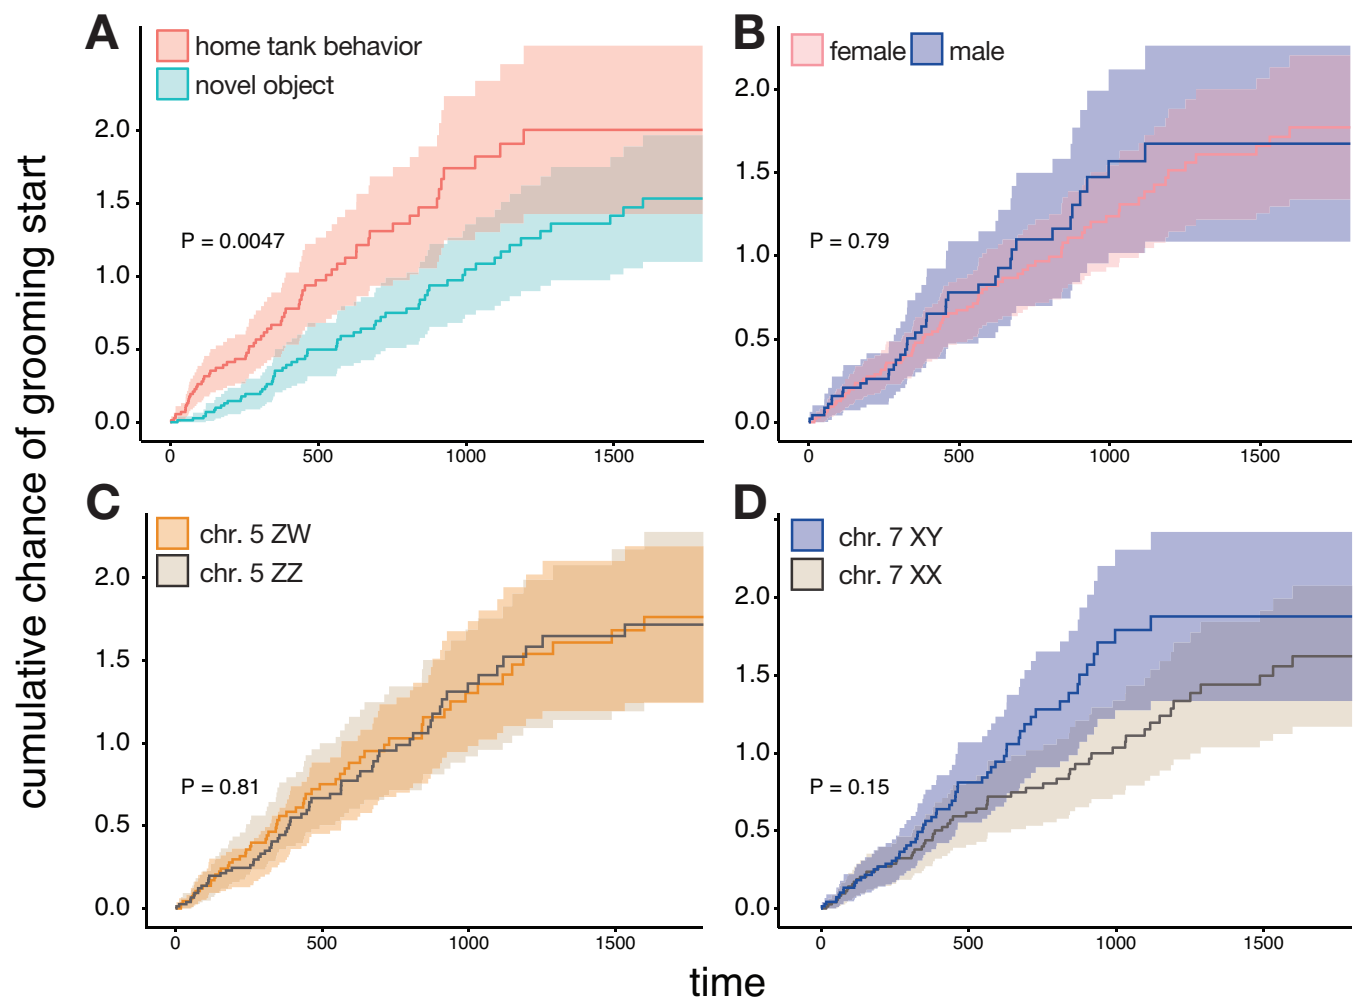 cumulative chance of grooming start
A
home tank behavior
novel object
P = 0.0047
2.0
1.5
1.0
0.5
0.0
0 500 1000 1500
B
female male
P = 0.79
2.0
1.5
1.0
0.5
0.0
0 500 1000 1500
C
chr. 5 ZW
chr. 5 ZZ
P = 0.81
2.0
1.5
1.0
0.5
0.0
0 500 1000 1500
D
chr. 7 XY
chr. 7 XX
P = 0.15
2.0
1.5
1.0
0.5
0.0
0 500 1000 1500
time